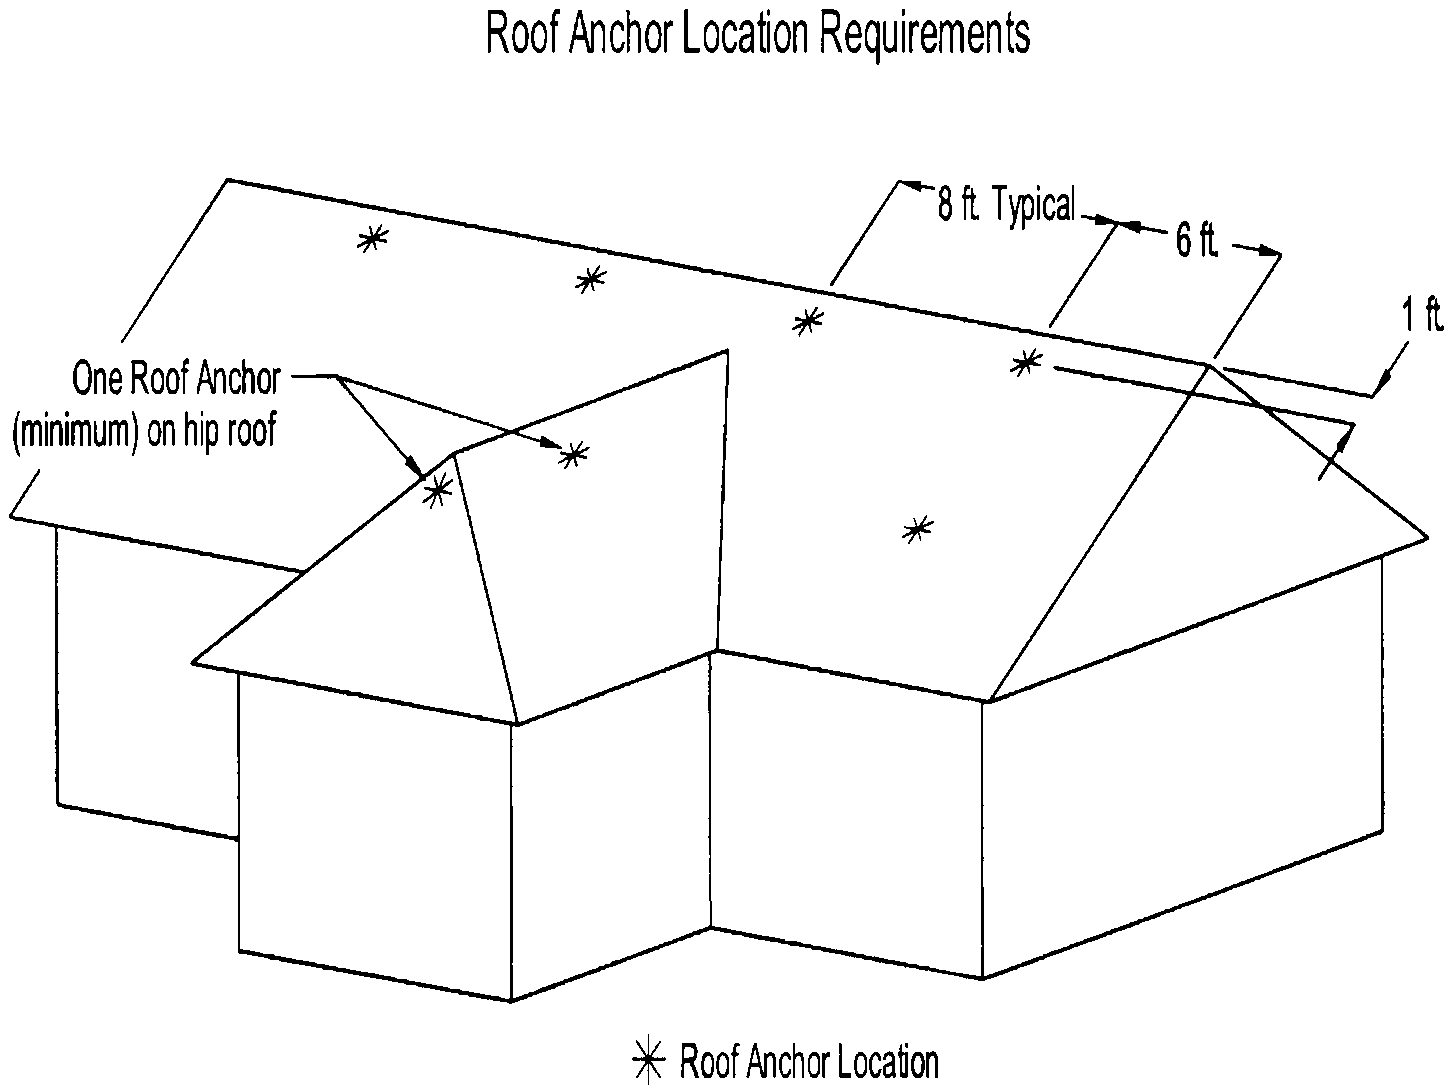 Roof Anchor Location Requirements
8 ft. Typical
6 ft.
1 ft.
One Roof Anchor
(minimum) on hip roof
Roof Anchor Location